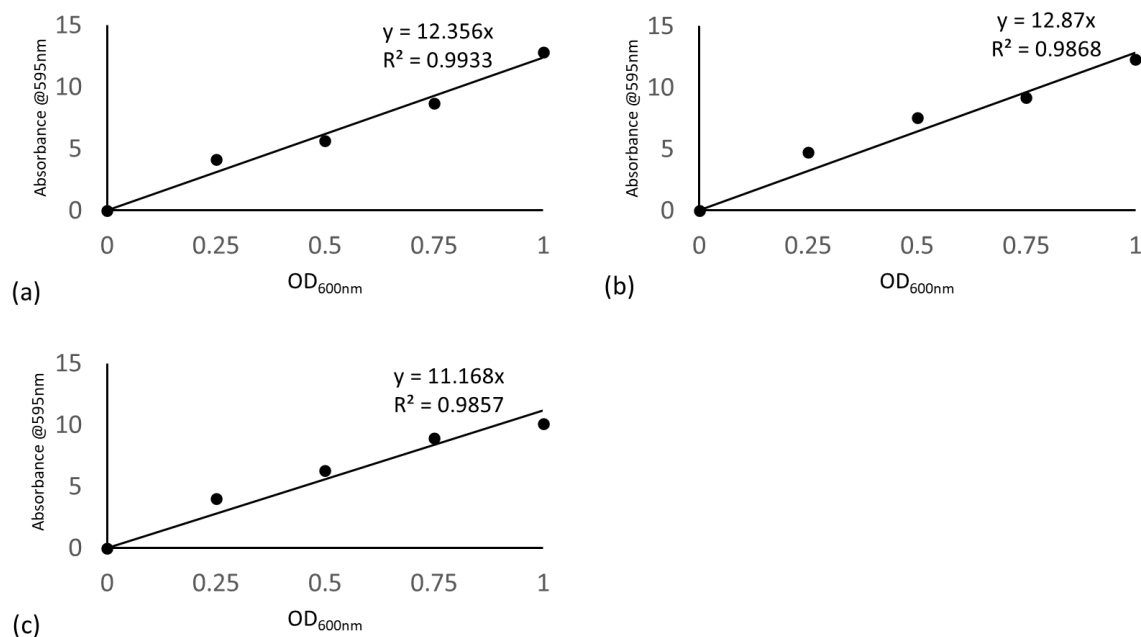 15
10
5
0
Absorbance @595nm
y = 12.356x
R² = 0.9933
0 0.25 0.5 0.75 1
OD600nm
(a)
15
10
5
0
Absorbance @595nm
y = 12.87x
R² = 0.9868
0 0.25 0.5 0.75 1
OD600nm
(b)
15
10
5
0
Absorbance @595nm
y = 11.168x
R² = 0.9857
0 0.25 0.5 0.75 1
OD600nm
(c)